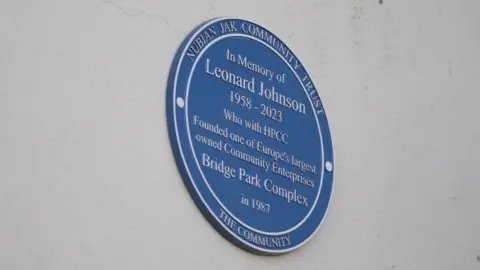 NUBIAN JAK COMMUNITY TRUST
In Memory of
Leonard Johnson
1958 - 2023
Who with HPCC
Founded one of Europe's largest
owned Community Enterprises
Bridge Park Complex
in 1987
THE COMMUNITY